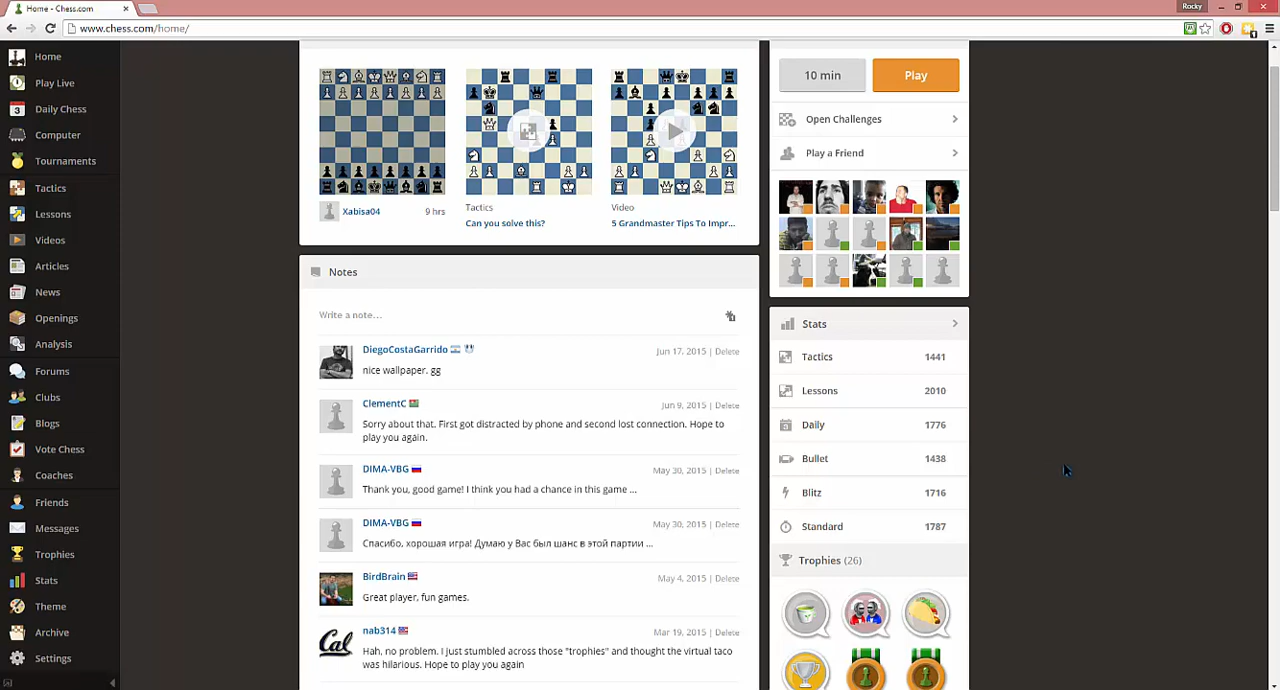 Home - Chess.com
Rocky
www.chess.com/home/
Home
Play Live
3
Daily Chess
Computer
Tournaments
Tactics
Lessons
Videos
Articles
News
Openings
Analysis
Forums
Clubs
Blogs
Vote Chess
Coaches
Friends
Messages
Trophies
Stats
Theme
Archive
Settings
Xabisa04
9 hrs
Tactics
Can you solve this?
Video
5 Grandmaster Tips To Impr...
Notes
Write a note...
DiegoCostaGarrido
Jun 17, 2015 | Delete
nice wallpaper. gg
ClementC
Jun 9, 2015 | Delete
Sorry about that. First got distracted by phone and second lost connection. Hope to
play you again.
DIMA-VBG
May 30, 2015 | Delete
Thank you, good game! I think you had a chance in this game ...
DIMA-VBG
May 30, 2015 | Delete
Спасибо, хорошая игра! Думаю у Вас был шанс в этой партии ...
BirdBrain
May 4, 2015 | Delete
Great player, fun games.
Cal
nab314
Mar 19, 2015 | Delete
Hah, no problem. I just stumbled across those "trophies" and thought the virtual taco
was hilarious. Hope to play you again
10 min
Play
Open Challenges
Play a Friend
Stats
Tactics 1441
Lessons 2010
Daily 1776
Bullet 1438
Blitz 1716
Standard 1787
Trophies (26)